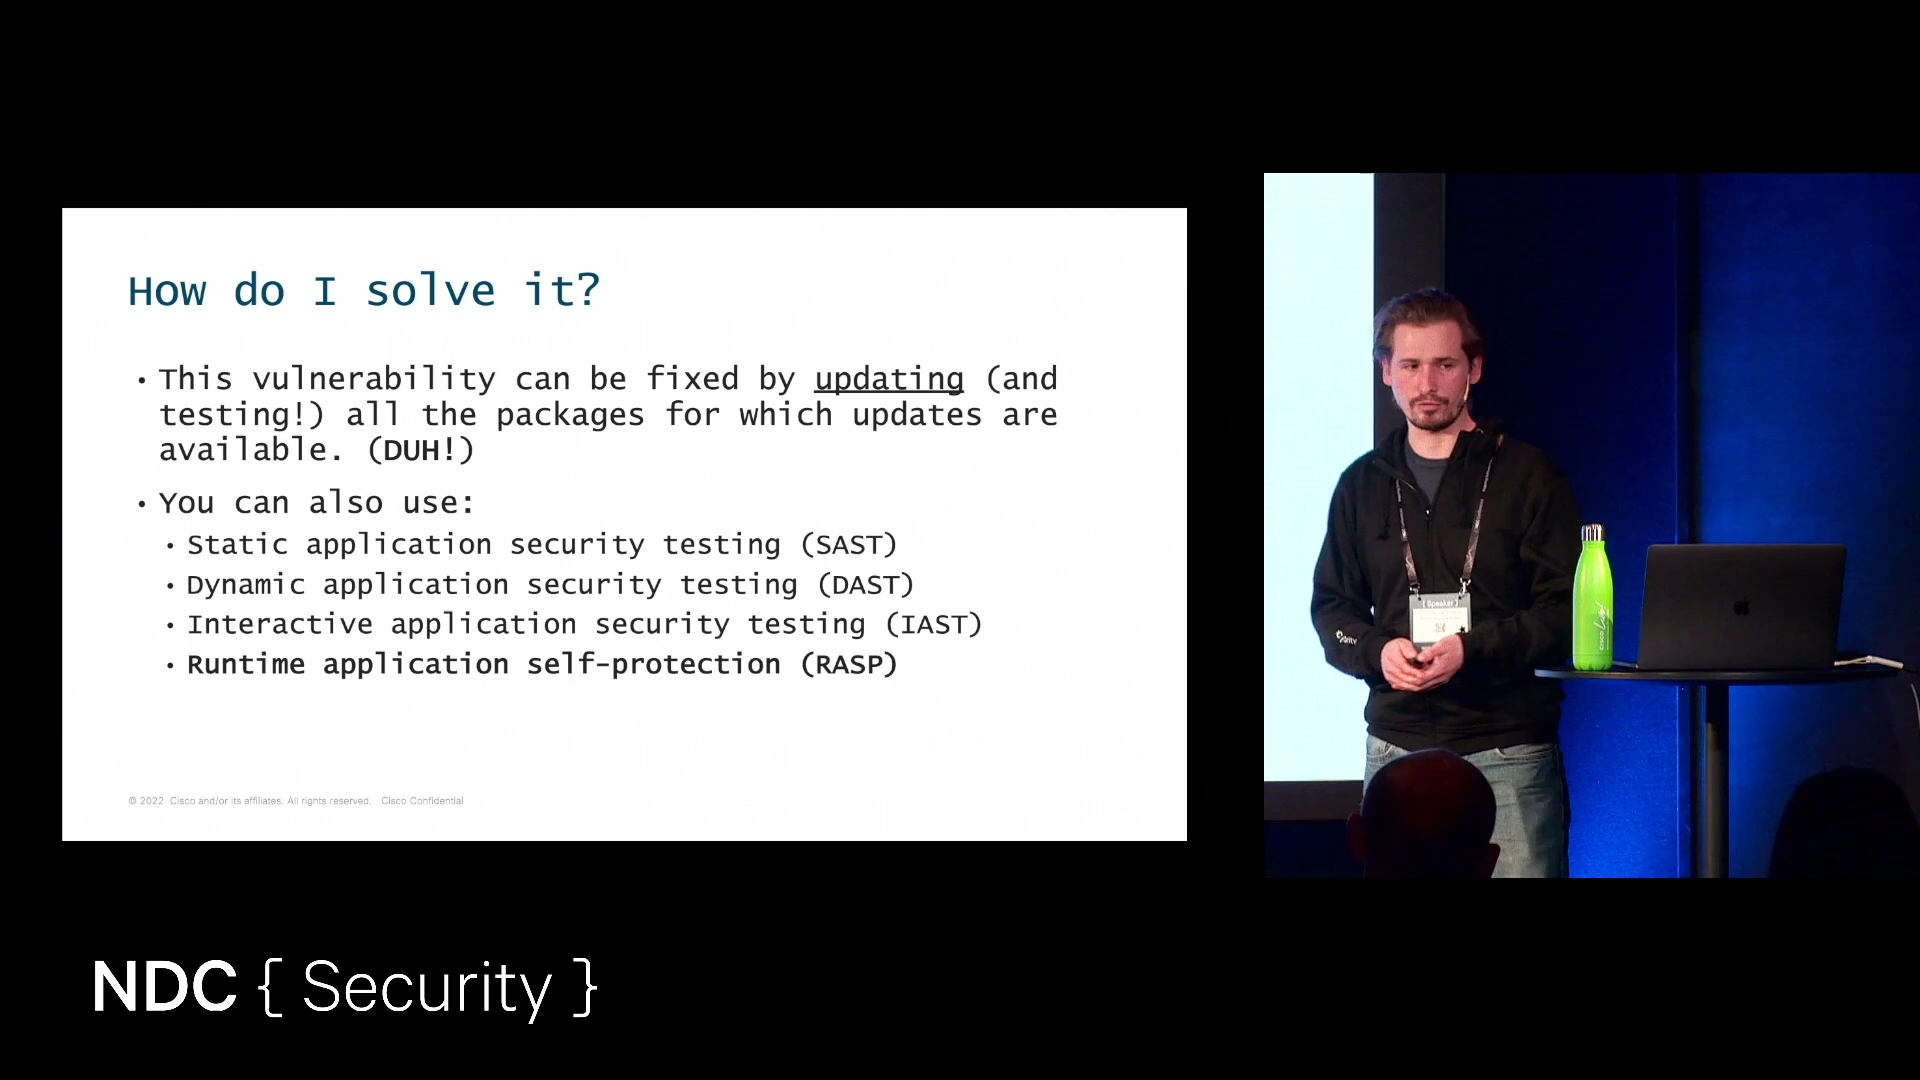 How do I solve it?
• This vulnerability can be fixed by updating (and
testing!) all the packages for which updates are
available. (DUH!)
• You can also use:
• Static application security testing (SAST)
• Dynamic application security testing (DAST)
• Interactive application security testing (IAST)
• Runtime application self-protection (RASP)
© 2022 Cisco and/or its affiliates. All rights reserved. Cisco Confidential
{ Speaker }
CISCO Live!
NDC { Security }